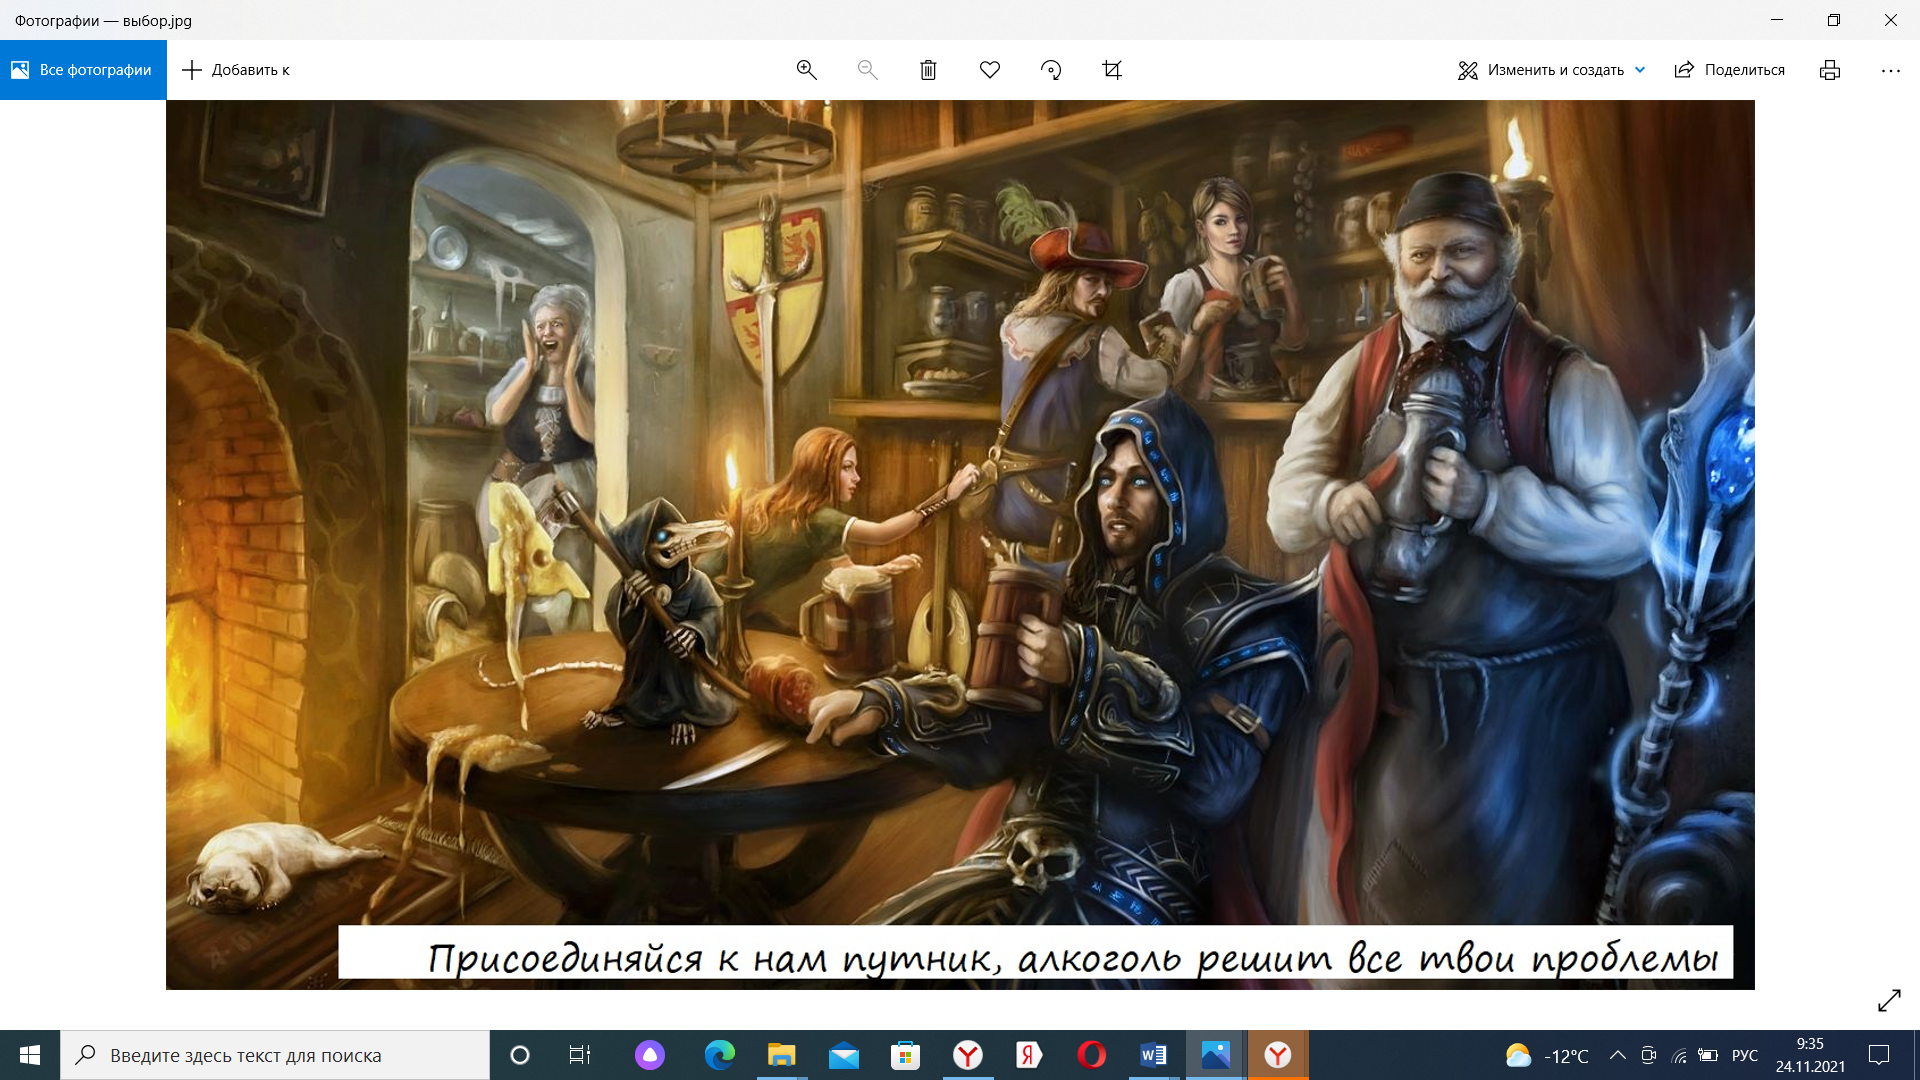 Фотографии — выбор.jpg
Все фотографии
Добавить к
Изменить и создать
Поделиться
Присоединяйся к нам путник, алкоголь решит все твои проблемы
Введите здесь текст для поиска
-12°C
РУС
9:35
24.11.2021